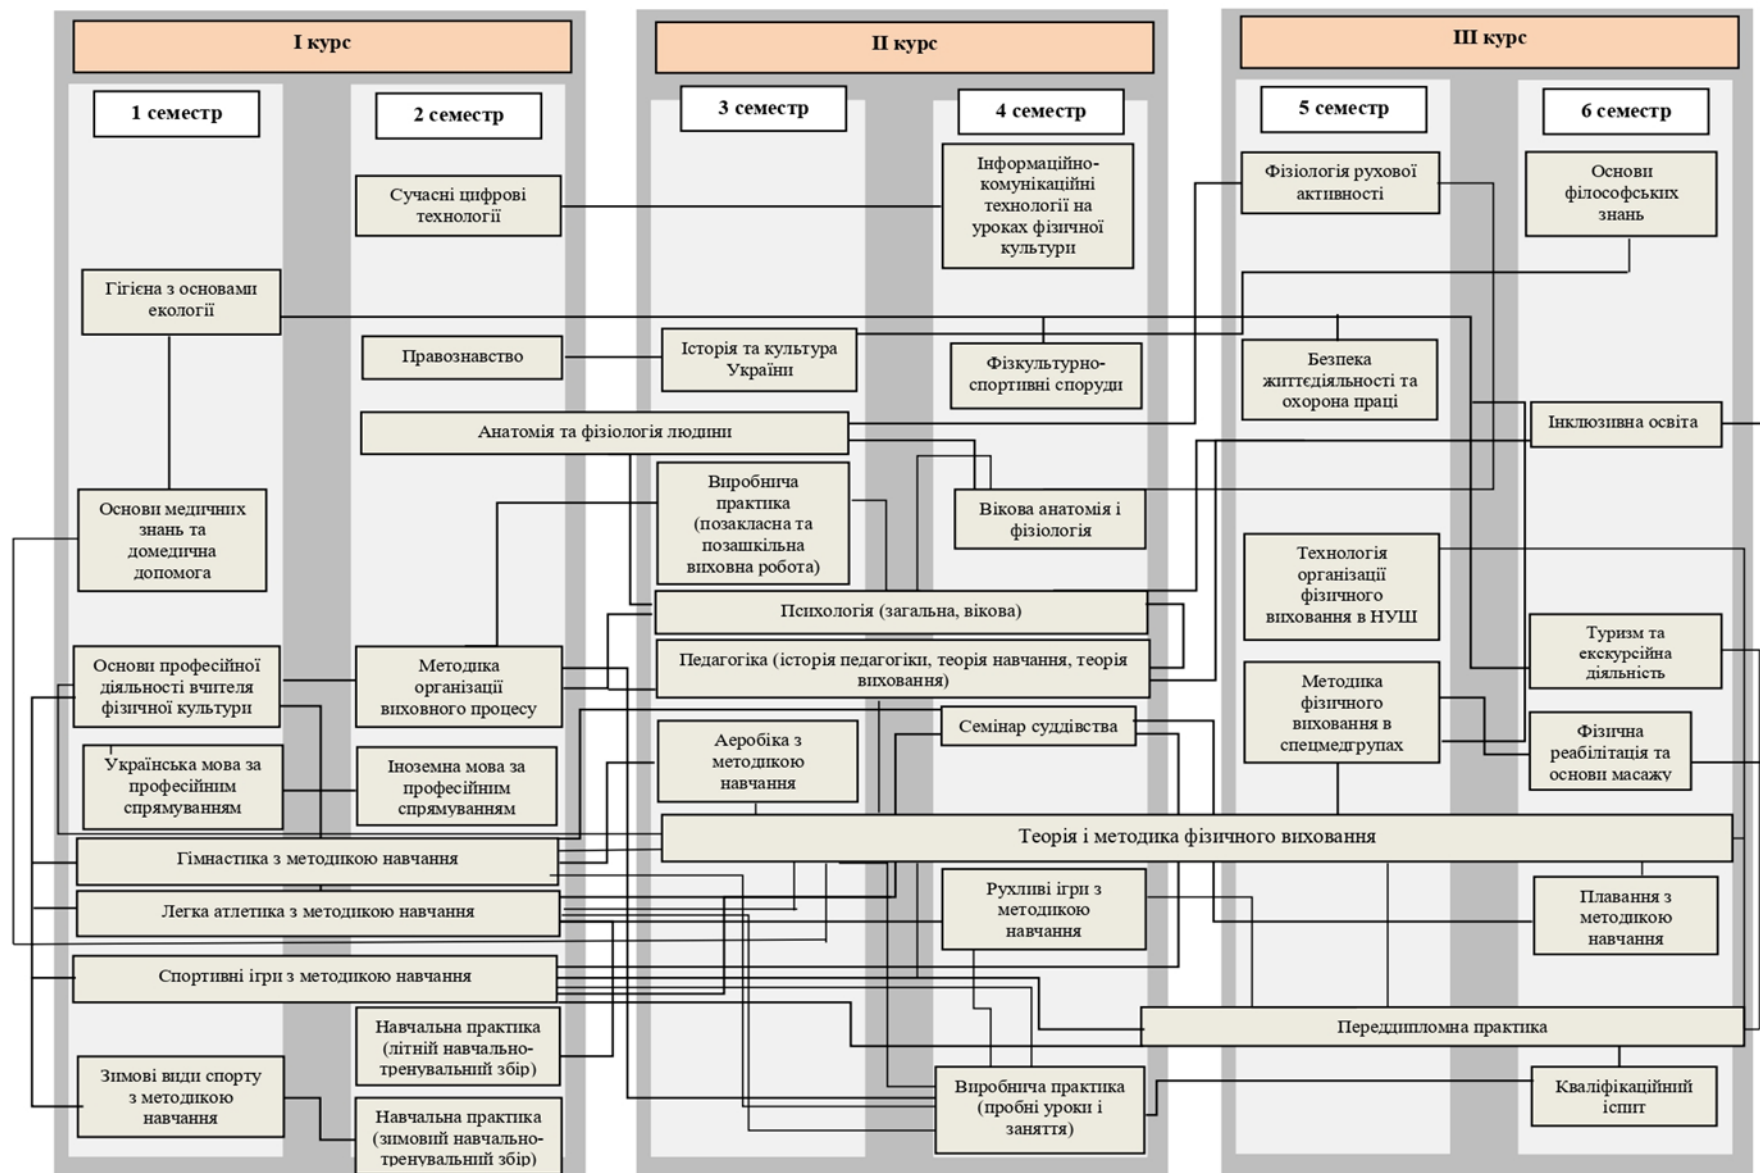 І курс
ІІ курс
ІІІ курс
1 семестр
2 семестр
3 семестр
4 семестр
5 семестр
6 семестр
Сучасні цифрові
технології
Інформаційно-
комунікаційні
технології на
уроках фізичної
культури
Фізіологія рухової
активності
Основи
філософських
знань
Гігієна з основами
екології
Правознавство
Історія та культура
України
Фізкультурно-
спортивні споруди
Безпека
життєдіяльності та
охорона праці
Інклюзивна освіта
Анатомія та фізіологія людини
Основи медичних
знань та
домедична
допомога
Виробнича
практика
(позакласна та
позашкільна
виховна робота)
Вікова анатомія і
фізіологія
Технологія
організації
фізичного
виховання в НУШ
Психологія (загальна, вікова)
Туризм та
екскурсійна
діяльність
Основи професійної
діяльності вчителя
фізичної культури
Методика
організації
виховного процесу
Педагогіка (історія педагогіки, теорія навчання, теорія
виховання)
Методика
фізичного
виховання в
спецмедгрупах
Семінар суддівства
Фізична
реабілітація та
основи масажу
Українська мова за
професійним
спрямуванням
Іноземна мова за
професійним
спрямуванням
Аеробіка з
методикою
навчання
Теорія і методика фізичного виховання
Гімнастика з методикою навчання
Легка атлетика з методикою навчання
Рухливі ігри з
методикою
навчання
Плавання з
методикою
навчання
Спортивні ігри з методикою навчання
Навчальна практика
(літній навчально-
тренувальний збір)
Переддипломна практика
Зимові види спорту
з методикою
навчання
Навчальна практика
(зимовий навчально-
тренувальний збір)
Виробнича практика
(пробні уроки і
заняття)
Кваліфікаційний
іспит